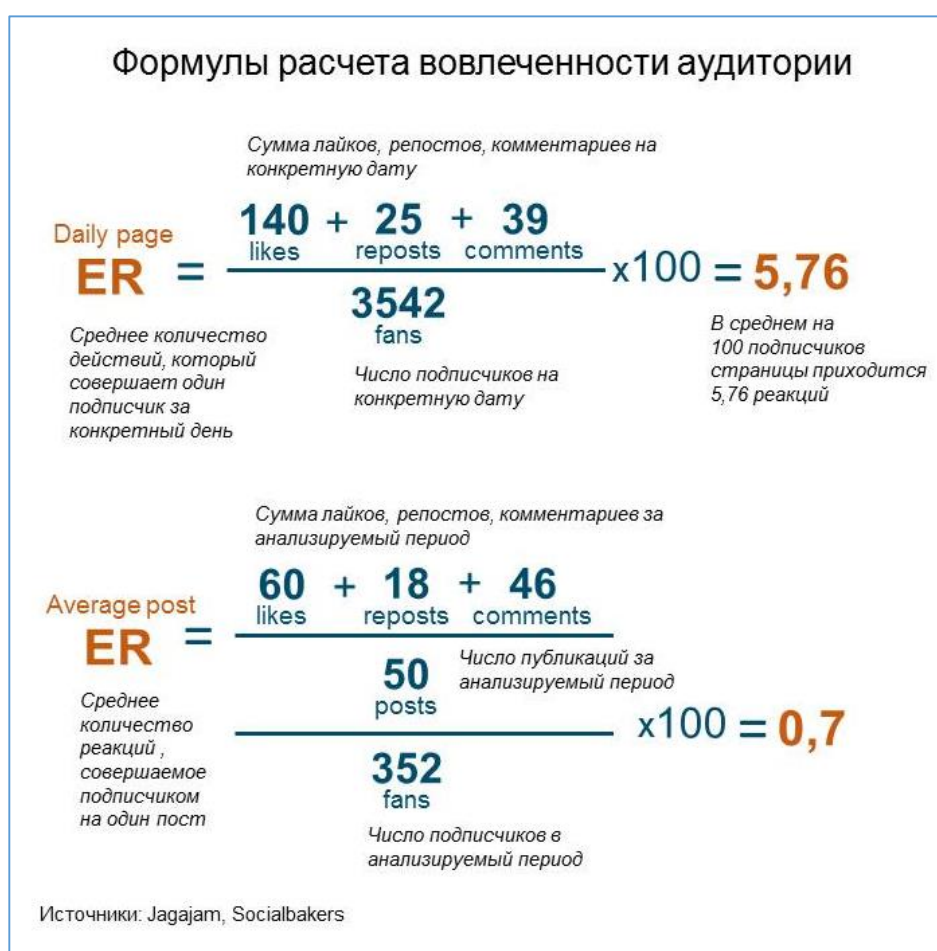 Формулы расчета вовлеченности аудитории
Сумма лайков, репостов, комментариев на
конкретную дату
Daily page
ER = 140 + 25 + 39
likes reposts comments
x100 = 5,76
3542
fans
Среднее количество
действий, который
совершает один
подписчик за
конкретный день
Число подписчиков на
конкретную дату
В среднем на
100 подписчиков
страницы приходится
5,76 реакций
Сумма лайков, репостов, комментариев за
анализируемый период
Average post
ER = 60 + 18 + 46
likes reposts comments
50
posts
Число публикаций за
анализируемый период
x100 = 0,7
352
fans
Среднее
количество
реакций ,
совершаемое
подписчиком
на один пост
Число подписчиков в
анализируемый период
Источники: Jagajam, Socialbakers